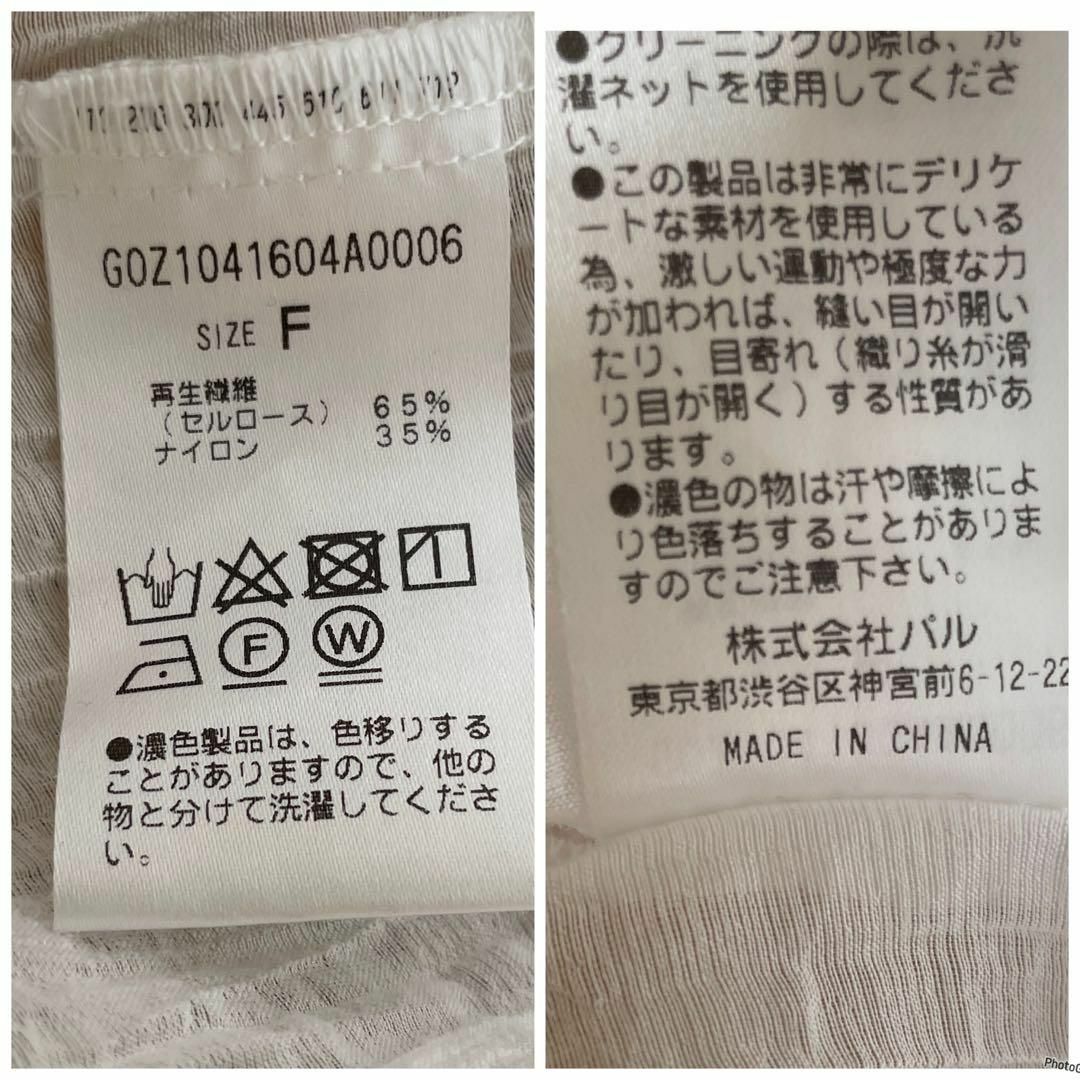 G0Z1041604A0006
SIZE F
再生繊維
（セルロース） 65%
ナイロン 35%
F
W
●濃色製品は、色移りする
ことがありますので、他の
物と分けて洗濯してくださ
い。
●クリーニングの際は、洗
濯ネットを使用してくださ
い。
●この製品は非常にデリケ
ートな素材を使用している
為、激しい運動や極度な力
が加われば、縫い目が開い
たり、目寄れ（織り糸が滑
り目が開く）する性質があ
ります。
●濃色の物は汗や摩擦によ
り色落ちすることがありま
すのでご注意下さい。
株式会社パル
東京都渋谷区神宮前6-12-22
MADE IN CHINA